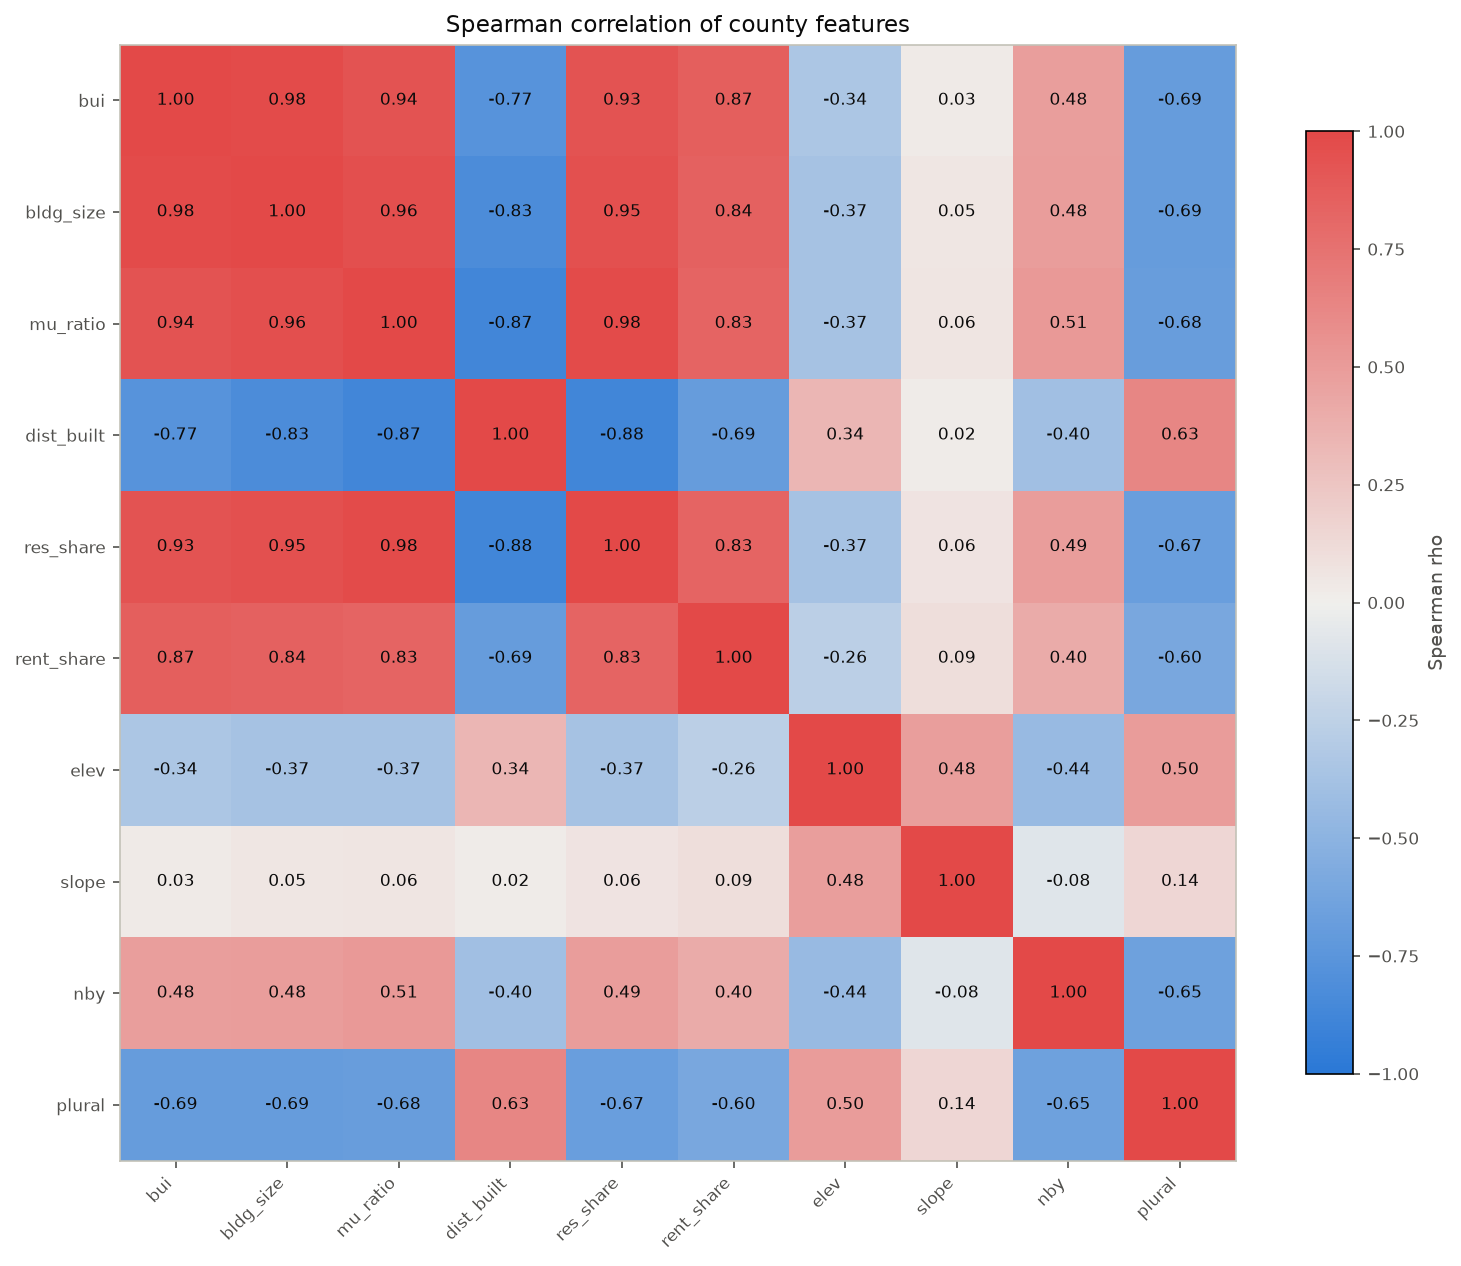 Spearman correlation of county features
bui 1.00 0.98 0.94 -0.77 0.93 0.87 -0.34 0.03 0.48 -0.69
bldg_size 0.98 1.00 0.96 -0.83 0.95 0.84 -0.37 0.05 0.48 -0.69
mu_ratio 0.94 0.96 1.00 -0.87 0.98 0.83 -0.37 0.06 0.51 -0.68
dist_built -0.77 -0.83 -0.87 1.00 -0.88 -0.69 0.34 0.02 -0.40 0.63
res_share 0.93 0.95 0.98 -0.88 1.00 0.83 -0.37 0.06 0.49 -0.67
rent_share 0.87 0.84 0.83 -0.69 0.83 1.00 -0.26 0.09 0.40 -0.60
elev -0.34 -0.37 -0.37 0.34 -0.37 -0.26 1.00 0.48 -0.44 0.50
slope 0.03 0.05 0.06 0.02 0.06 0.09 0.48 1.00 -0.08 0.14
nby 0.48 0.48 0.51 -0.40 0.49 0.40 -0.44 -0.08 1.00 -0.65
plural -0.69 -0.69 -0.68 0.63 -0.67 -0.60 0.50 0.14 -0.65 1.00
bui bldg_size mu_ratio dist_built res_share rent_share elev slope nby plural
1.00
0.75
0.50
0.25
0.00
−0.25
−0.50
−0.75
−1.00
Spearman rho